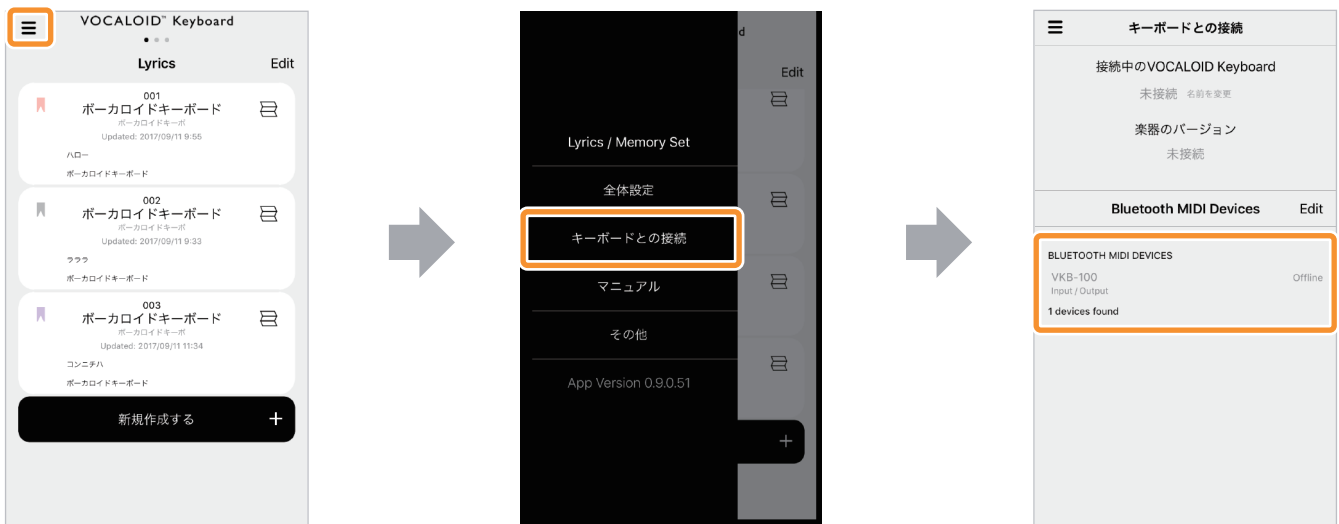 VOCALOID™ Keyboard
Lyrics
Edit
001
ボーカロイドキーボード
ボーカロイドキーボ
Updated: 2017/09/11 9:55
ハロー
ボーカロイドキーボード
002
ボーカロイドキーボード
ボーカロイドキーボ
Updated: 2017/09/11 9:33
ラララ
ボーカロイドキーボード
003
ボーカロイドキーボード
ボーカロイドキーボ
Updated: 2017/09/11 11:34
コンニチハ
ボーカロイドキーボード
新規作成する +
d
Edit
Lyrics / Memory Set
全体設定
キーボードとの接続
マニュアル
その他
App Version 0.9.0.51
+
キーボードとの接続
接続中のVOCALOID Keyboard
未接続 名前を変更
楽器のバージョン
未接続
Bluetooth MIDI Devices Edit
BLUETOOTH MIDI DEVICES
VKB-100 Offline
Input / Output
1 devices found